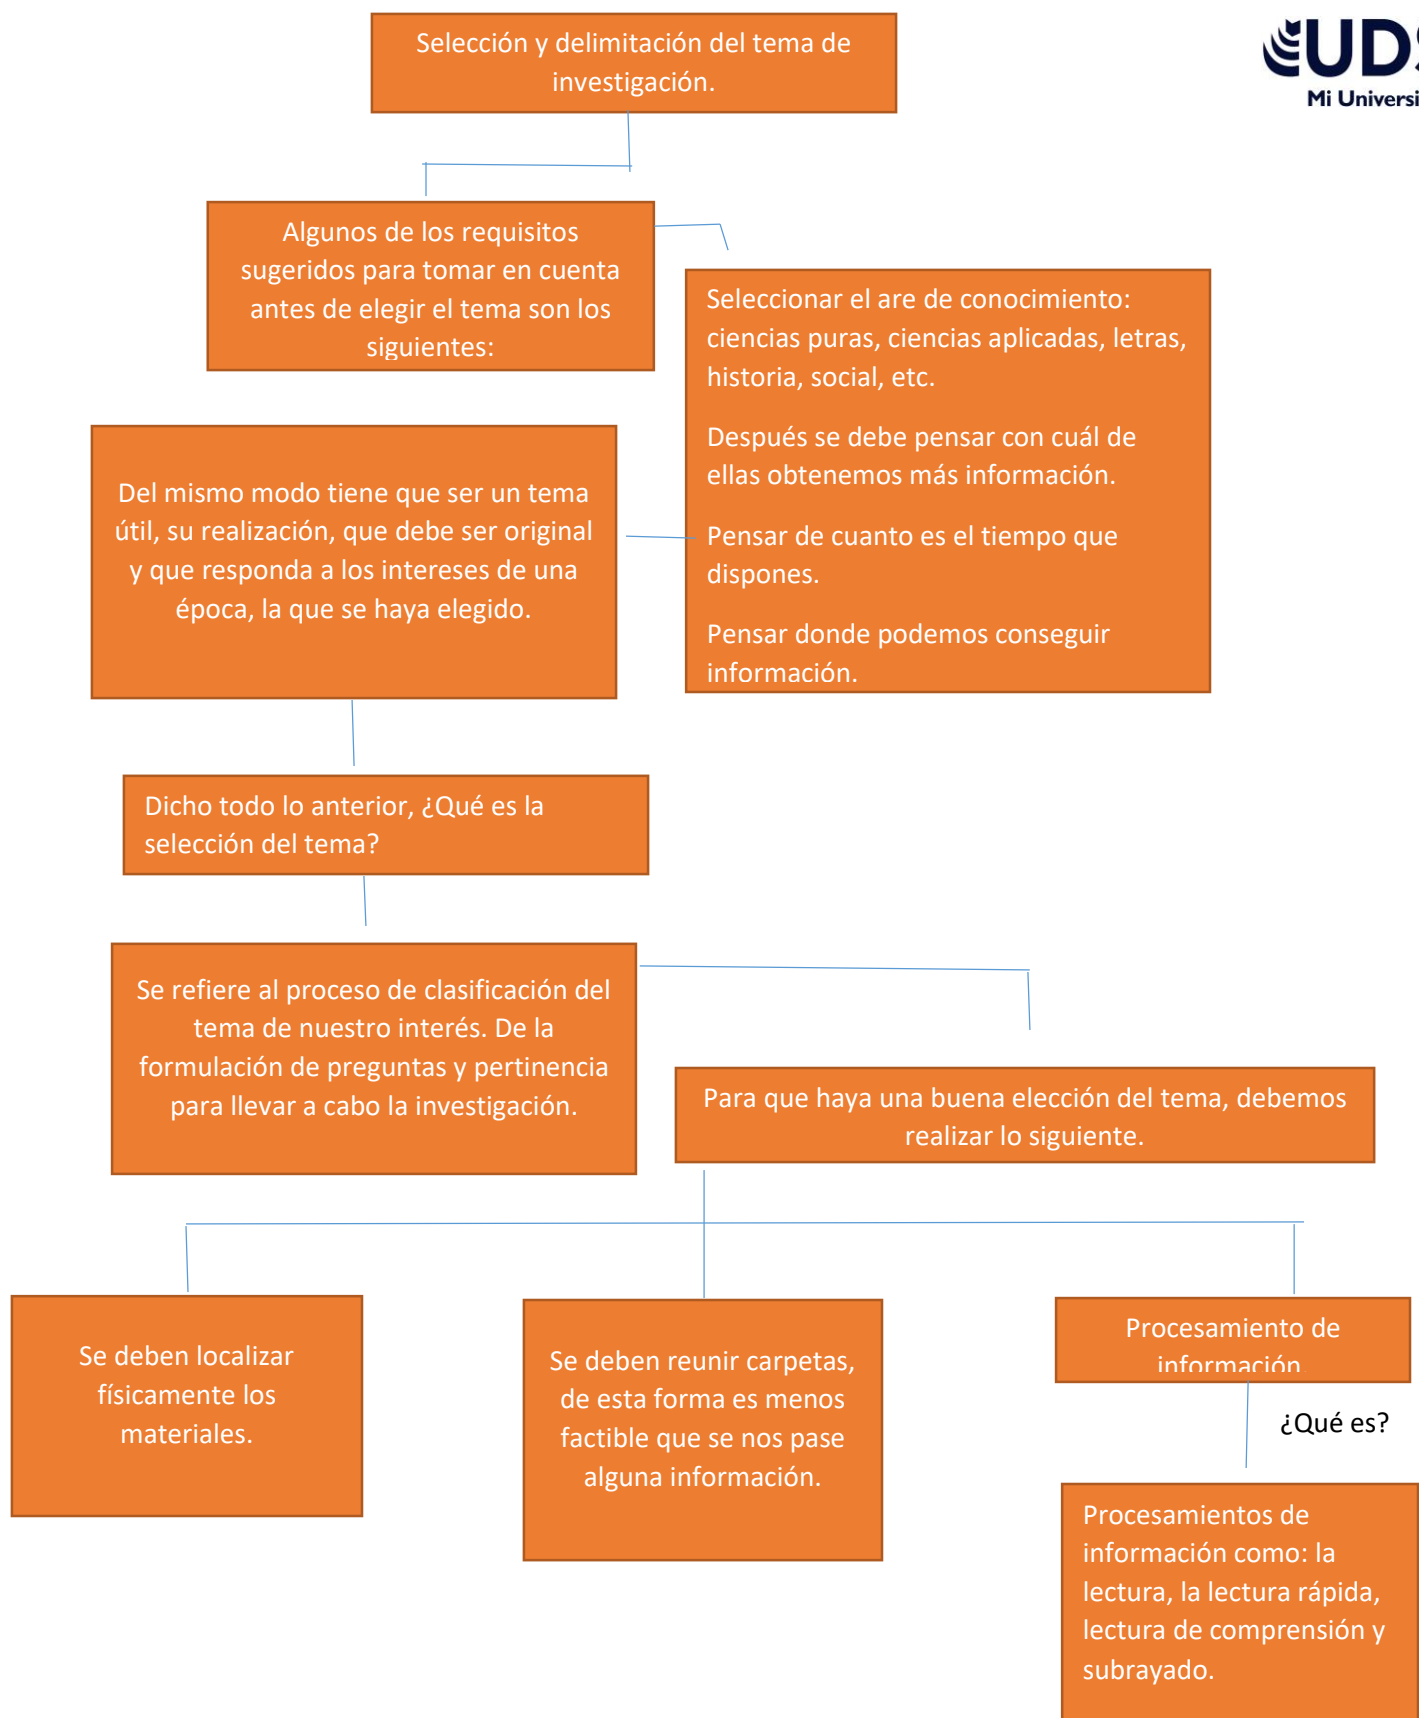 Selección y delimitación del tema de
investigación.
Mi Universi
Algunos de los requisitos
sugeridos para tomar en cuenta
antes de elegir el tema son los
siguientes:
Seleccionar el are de conocimiento:
ciencias puras, ciencias aplicadas, letras,
historia, social, etc.
Después se debe pensar con cuál de
ellas obtenemos más información.
Pensar de cuanto es el tiempo que
dispones.
Pensar donde podemos conseguir
información.
Del mismo modo tiene que ser un tema
útil, su realización, que debe ser original
y que responda a los intereses de una
época, la que se haya elegido.
Dicho todo lo anterior, ¿Qué es la
selección del tema?
Se refiere al proceso de clasificación del
tema de nuestro interés. De la
formulación de preguntas y pertinencia
para llevar a cabo la investigación.
Para que haya una buena elección del tema, debemos
realizar lo siguiente.
Se deben localizar
físicamente los
materiales.
Se deben reunir carpetas,
de esta forma es menos
factible que se nos pase
alguna información.
Procesamiento de
información
¿Qué es?
Procesamientos de
información como: la
lectura, la lectura rápida,
lectura de comprensión y
subrayado.